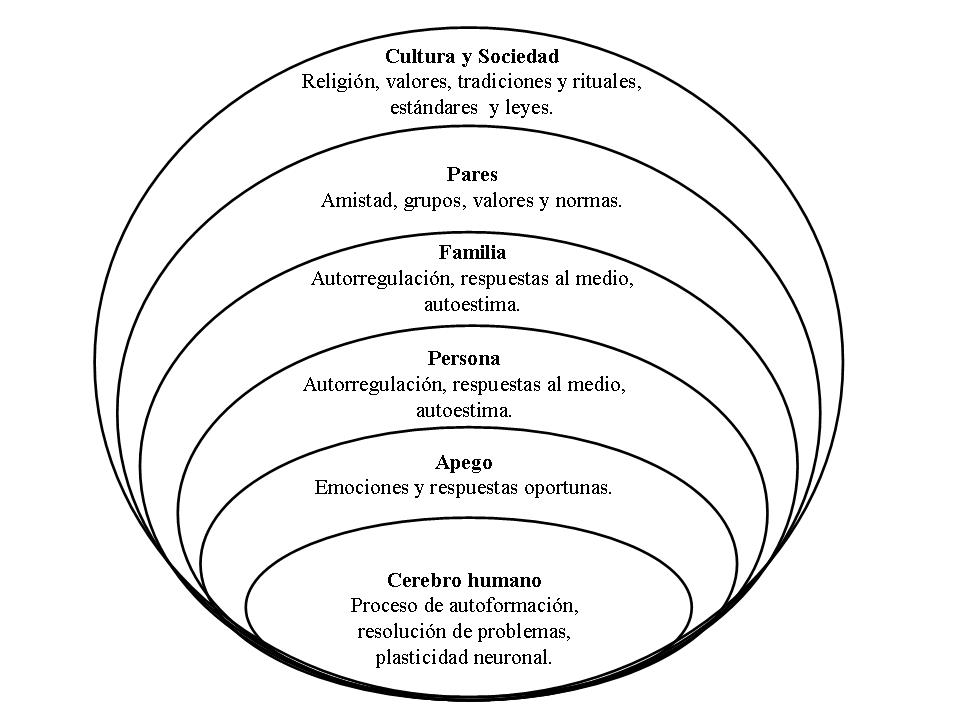 Cultura y Sociedad
Religión, valores, tradiciones y rituales,
estándares y leyes.
Pares
Amistad, grupos, valores y normas.
Familia
Autorregulación, respuestas al medio,
autoestima.
Persona
Autorregulación, respuestas al medio,
autoestima.
Apego
Emociones y respuestas oportunas.
Cerebro humano
Proceso de autoformación,
resolución de problemas,
plasticidad neuronal.